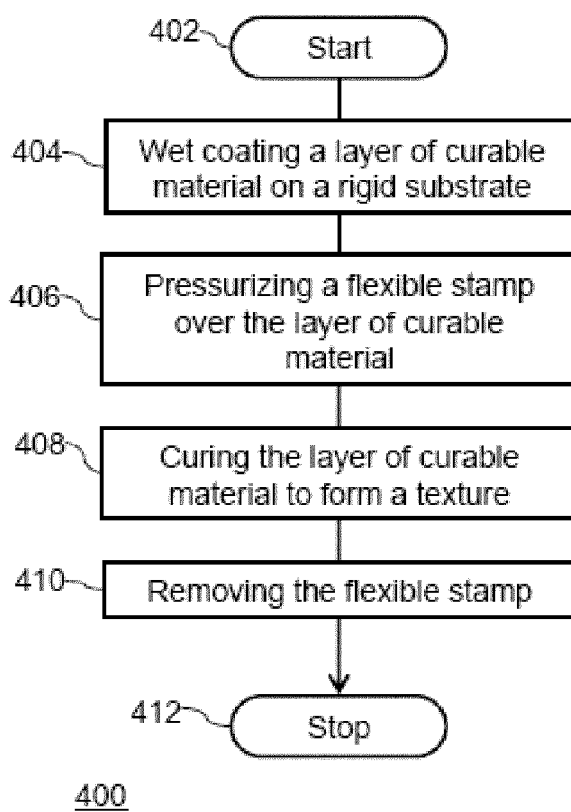 402
Start
404
Wet coating a layer of curable
material on a rigid substrate
406
Pressurizing a flexible stamp
over the layer of curable
material
408
Curing the layer of curable
material to form a texture
410
Removing the flexible stamp
412
Stop
400